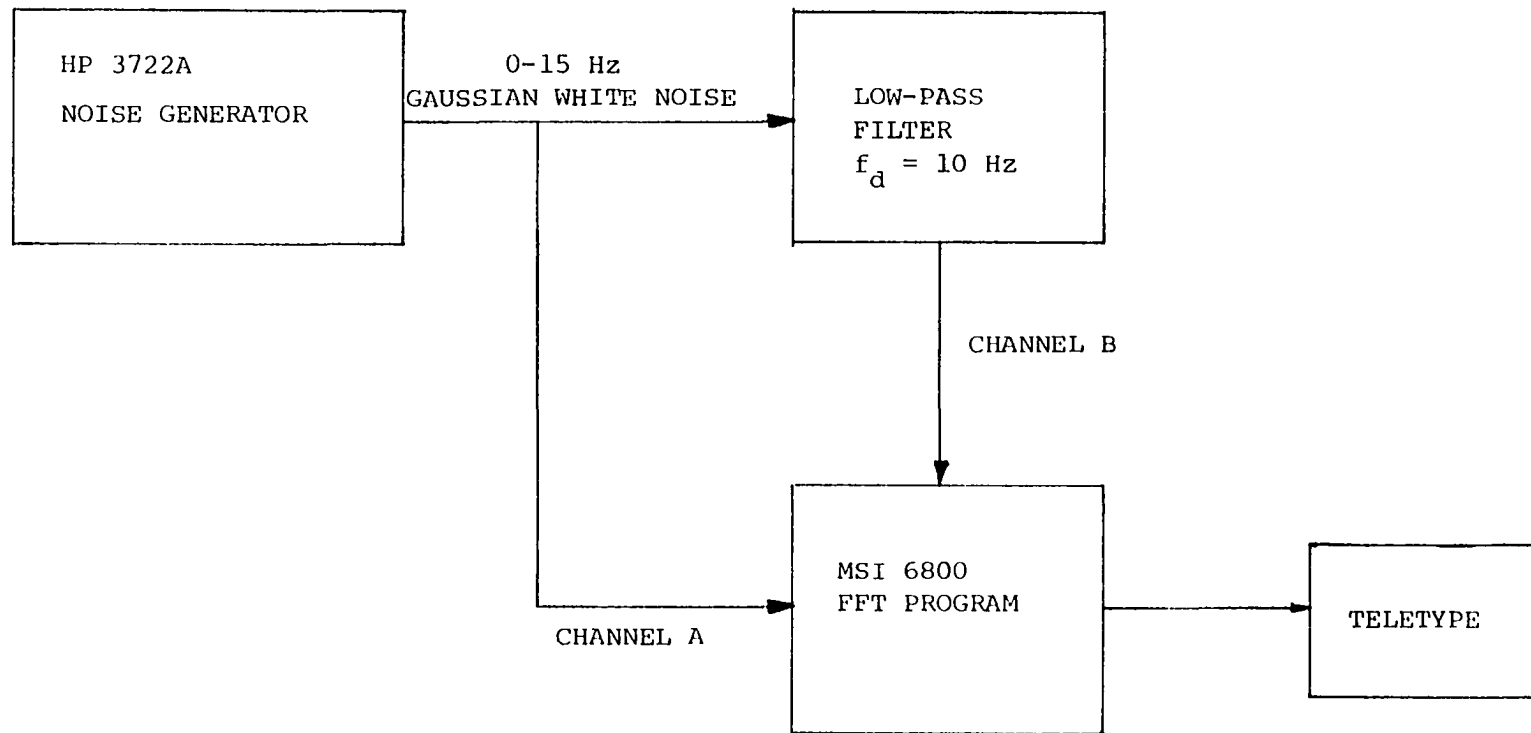 HP 3722A
NOISE GENERATOR
0-15 Hz
GAUSSIAN WHITE NOISE
LOW-PASS
FILTER
f_d = 10 Hz
CHANNEL B
MSI 6800
FFT PROGRAM
CHANNEL A
TELETYPE